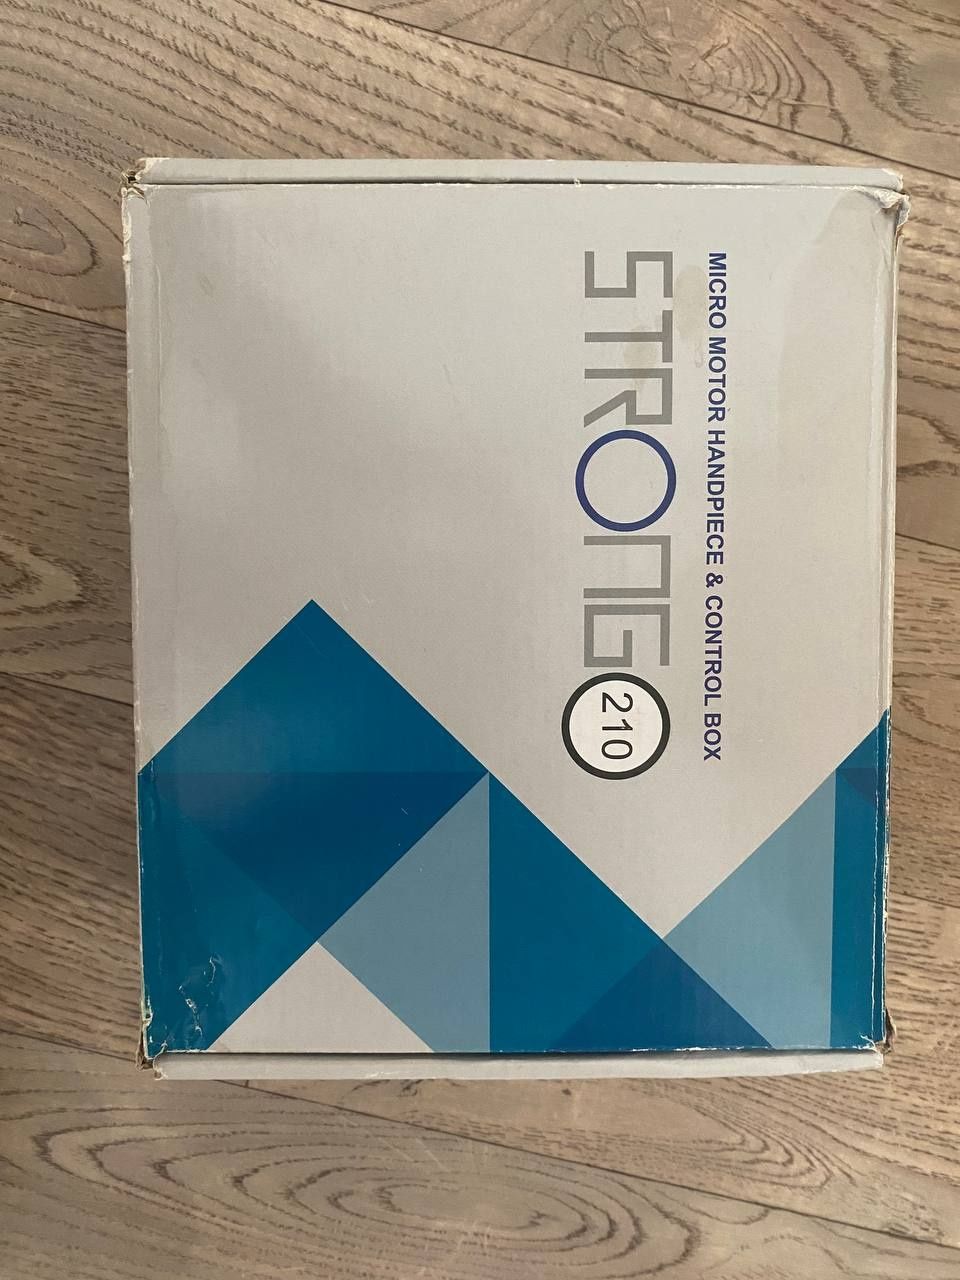 MICRO MOTOR HANDPIECE & CONTROL BOX
STRONG 210